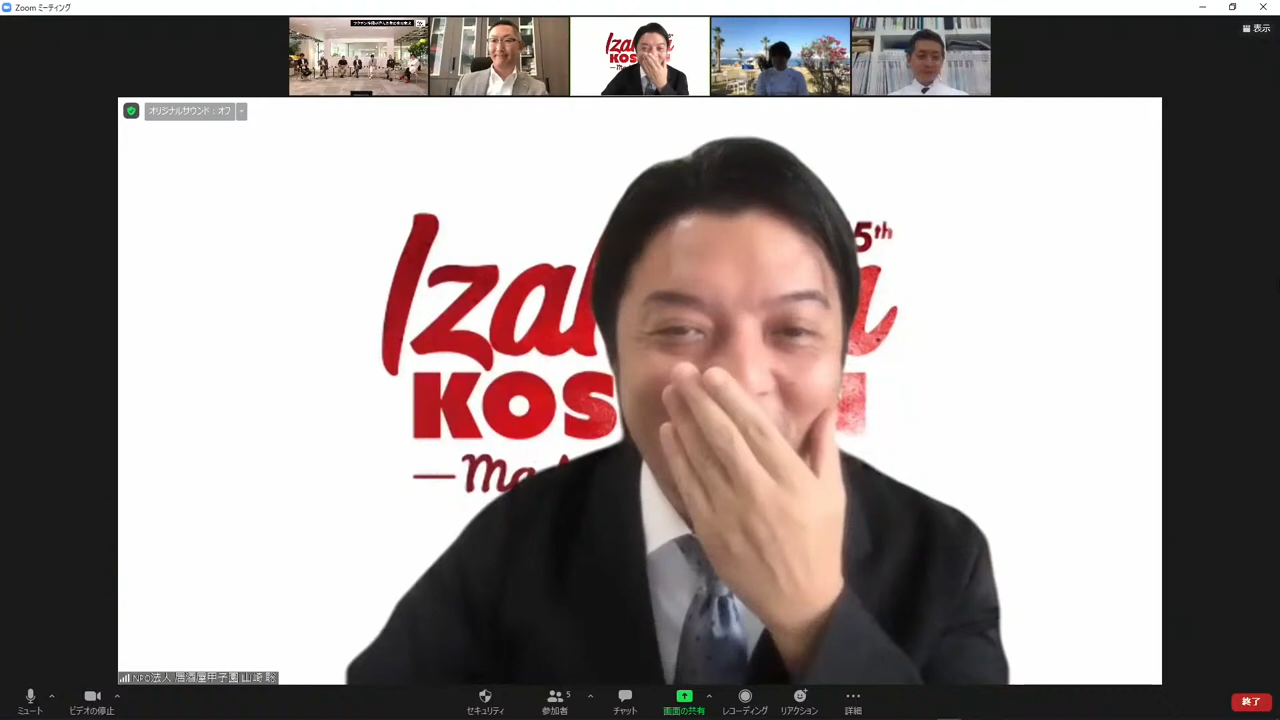 Zoom ミーティング
表示
オリジナルサウンド：オフ
5th
Iza
KOS
NPO法人 居酒屋甲子園 山崎 聡
ミュート
ビデオの停止
セキュリティ
5
参加者
チャット
画面の共有
レコーディング
リアクション
詳細
終了